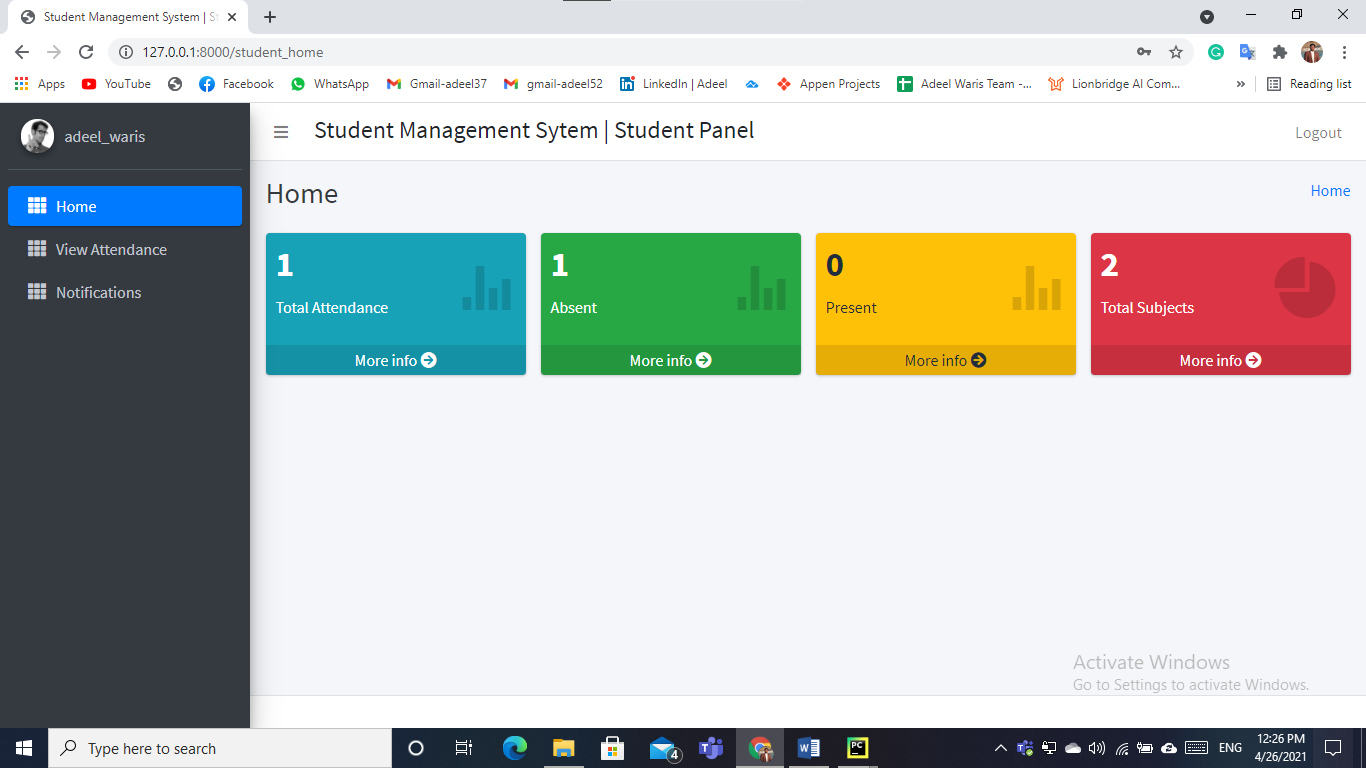 Student Management System | St
127.0.0.1:8000/student_home
Apps YouTube Facebook WhatsApp Gmail-adeel37 gmail-adeel52 LinkedIn | Adeel Appen Projects Adeel Waris Team -... Lionbridge AI Com... » Reading list
adeel_waris
Student Management Sytem | Student Panel
Logout
Home
View Attendance
Notifications
Home
Home
1
Total Attendance
More info
1
Absent
More info
0
Present
More info
2
Total Subjects
More info
Activate Windows
Go to Settings to activate Windows.
Type here to search
4
PC
ENG
12:26 PM
4/26/2021